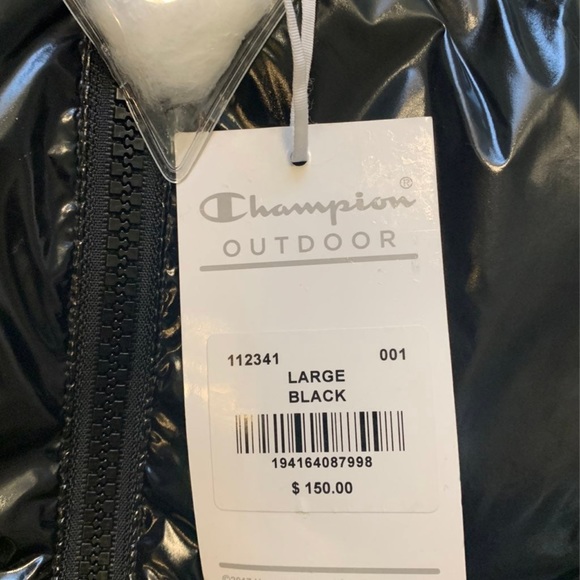 Champion®
OUTDOOR
112341 001
LARGE
BLACK
194164087998
$ 150.00